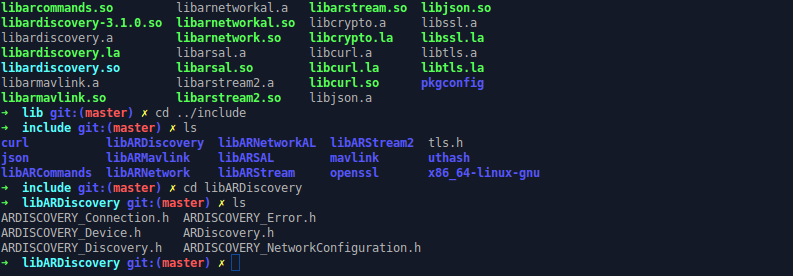 libarcommands.so libarnetworkal.a libarstream.so libjson.so
libardiscovery-3.1.0.so libarnetworkal.so libcrypto.a libssl.a
libardiscovery.a libarnetwork.so libcrypto.la libssl.la
libardiscovery.la libarsal.a libcurl.a libtls.a
libardiscovery.so libarsal.so libcurl.la libtls.la
libarmavlink.a libarstream2.a libcurl.so pkgconfig
libarmavlink.so libarstream2.so libjson.a
➜ lib git:(master) ✗ cd ../include
➜ include git:(master) ✗ ls
curl libARDiscovery libARNetworkAL libARStream2 tls.h
json libARMavlink libARSAL mavlink uthash
libARCommands libARNetwork libARStream openssl x86_64-linux-gnu
➜ include git:(master) ✗ cd libARDiscovery
➜ libARDiscovery git:(master) ✗ ls
ARDISCOVERY_Connection.h ARDISCOVERY_Error.h
ARDISCOVERY_Device.h ARDiscovery.h
ARDISCOVERY_Discovery.h ARDISCOVERY_NetworkConfiguration.h
➜ libARDiscovery git:(master) ✗